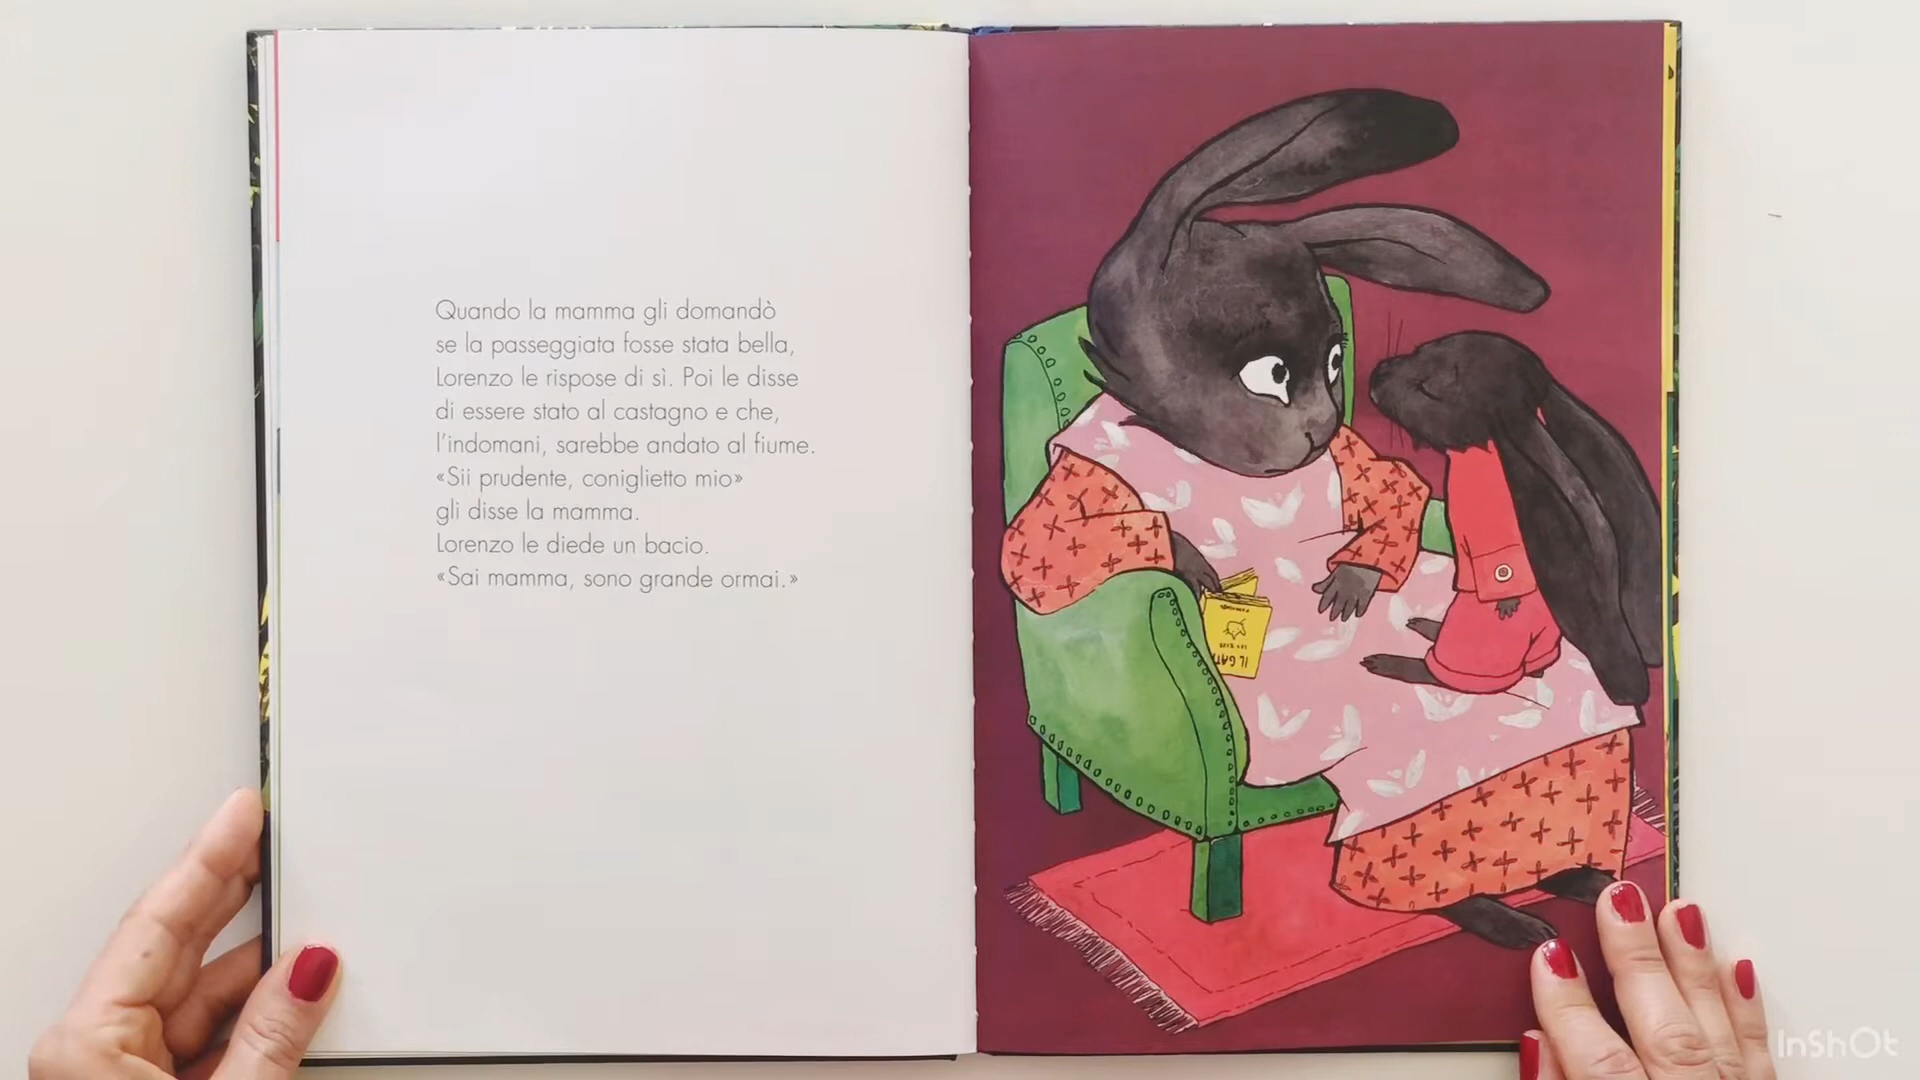 Quando la mamma gli domandò
se la passeggiata fosse stata bella,
Lorenzo le rispose di sì. Poi le disse
di essere stato al castagno e che,
l'indomani, sarebbe andato al fiume.
«Sii prudente, coniglietto mio»
gli disse la mamma.
Lorenzo le diede un bacio.
«Sai mamma, sono grande ormai.»
IL GAT
InShOt